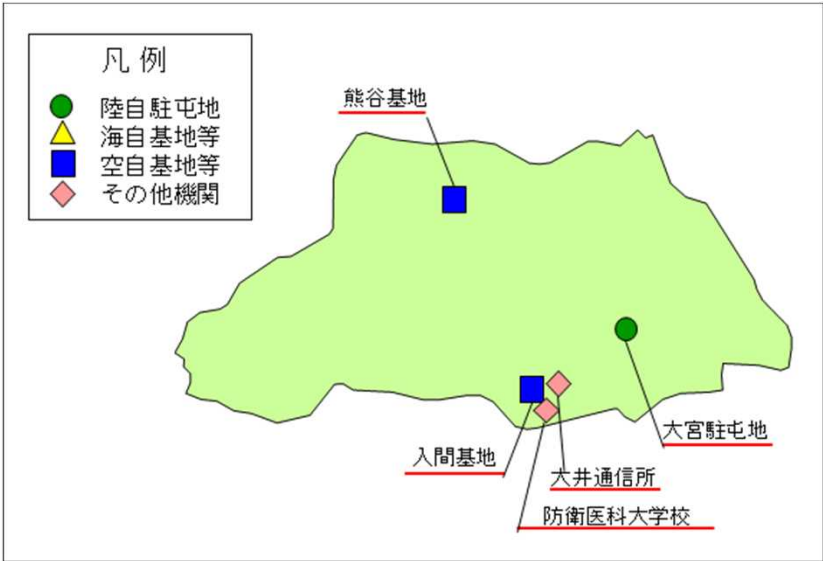 凡例
陸自駐屯地
海自基地等
空自基地等
その他機関
熊谷基地
大宮駐屯地
入間基地
大井通信所
防衛医科大学校